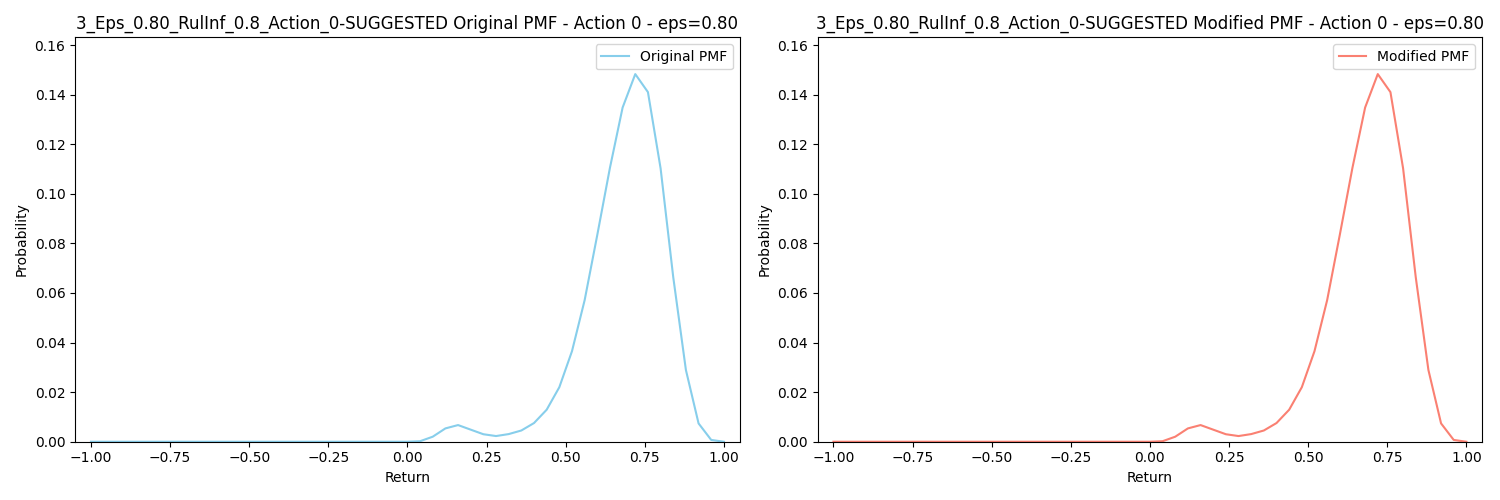 3_Eps_0.80_RulInf_0.8_Action_0-SUGGESTED Original PMF - Action 0 - eps=0.80
Original PMF
0.16
0.14
0.12
0.10
0.08
0.06
0.04
0.02
0.00
Probability
−1.00 −0.75 −0.50 −0.25 0.00 0.25 0.50 0.75 1.00
Return
3_Eps_0.80_RulInf_0.8_Action_0-SUGGESTED Modified PMF - Action 0 - eps=0.80
Modified PMF
0.16
0.14
0.12
0.10
0.08
0.06
0.04
0.02
0.00
Probability
−1.00 −0.75 −0.50 −0.25 0.00 0.25 0.50 0.75 1.00
Return